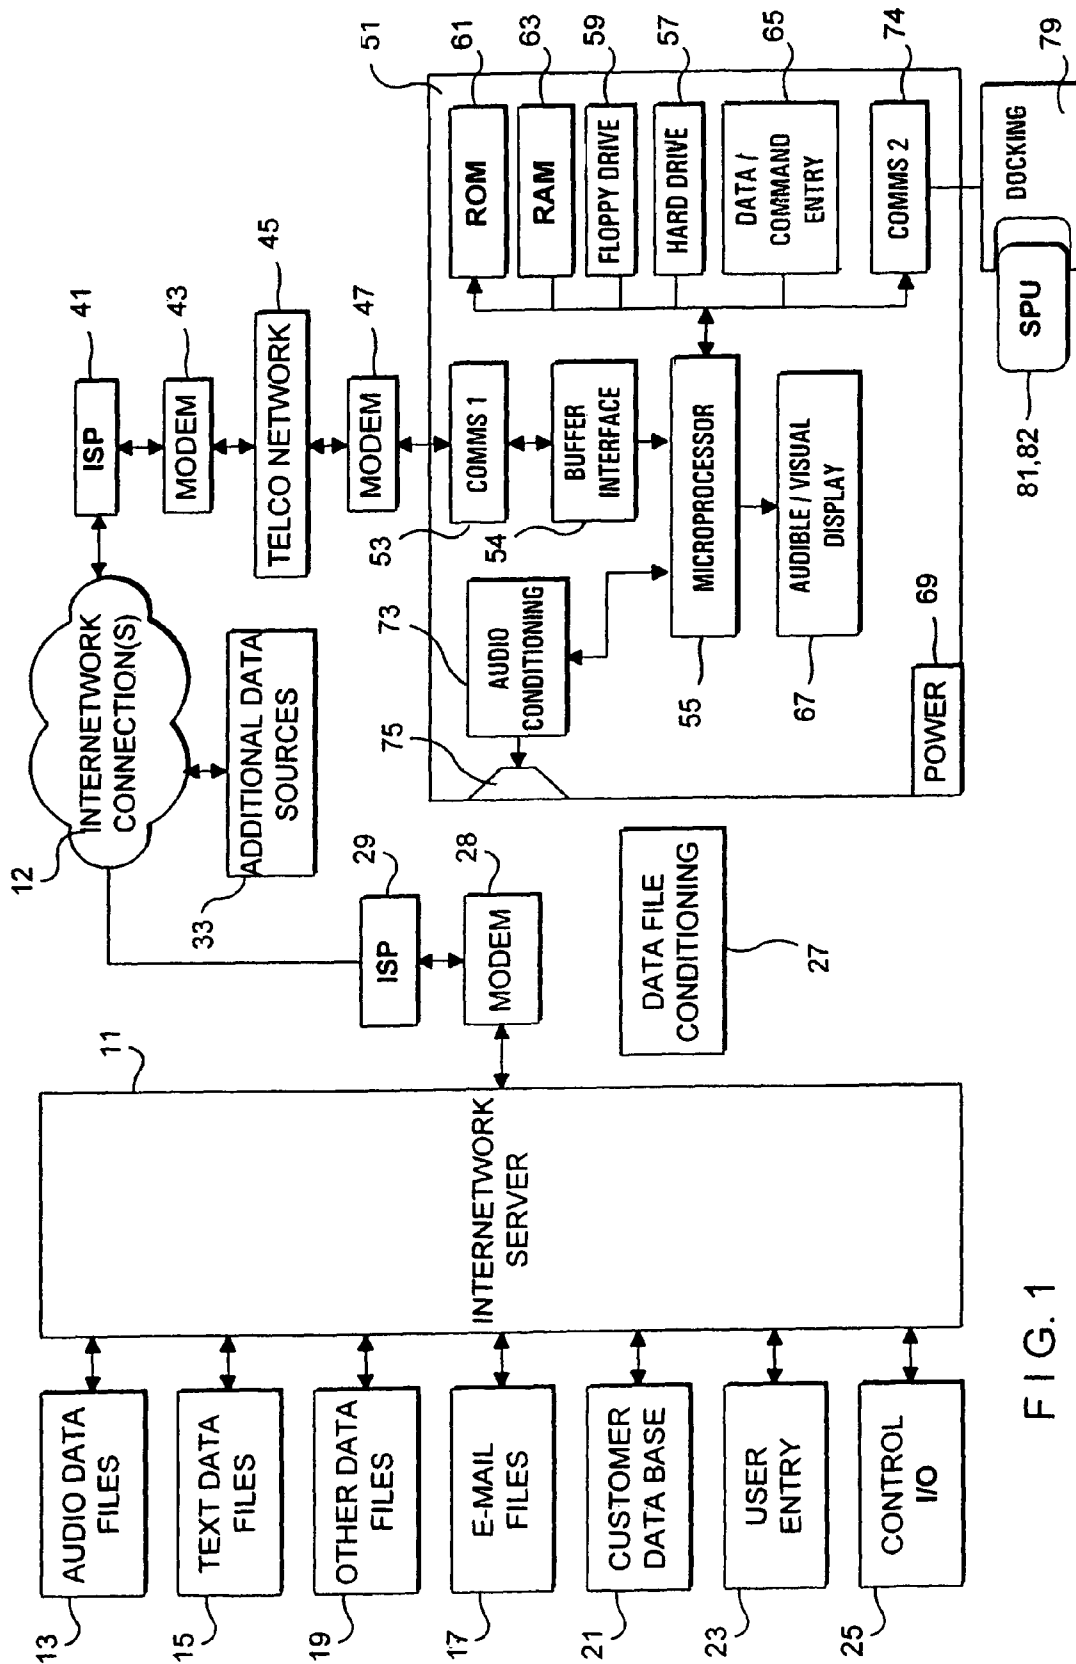 13
AUDIO DATA
FILES
15
TEXT DATA
FILES
19
OTHER DATA
FILES
17
E-MAIL
FILES
21
CUSTOMER
DATA BASE
23
USER
ENTRY
25
CONTROL
I/O
11
INTERNETWORK
SERVER
12
INTERNETWORK
CONNECTION(S)
33
ADDITIONAL DATA
SOURCES
29
ISP
28
MODEM
DATA FILE
CONDITIONING
27
41
ISP
43
MODEM
45
TELCO NETWORK
47
MODEM
51
75
73
AUDIO
CONDITIONING
53
COMMS 1
54
BUFFER
INTERFACE
55
MICROPROCESSOR
67
AUDIBLE / VISUAL
DISPLAY
POWER
69
ROM
61
RAM
63
FLOPPY DRIVE
59
HARD DRIVE
57
DATA /
COMMAND
ENTRY
65
COMMS 2
74
DOCKING
79
SPU
81,82
FIG. 1